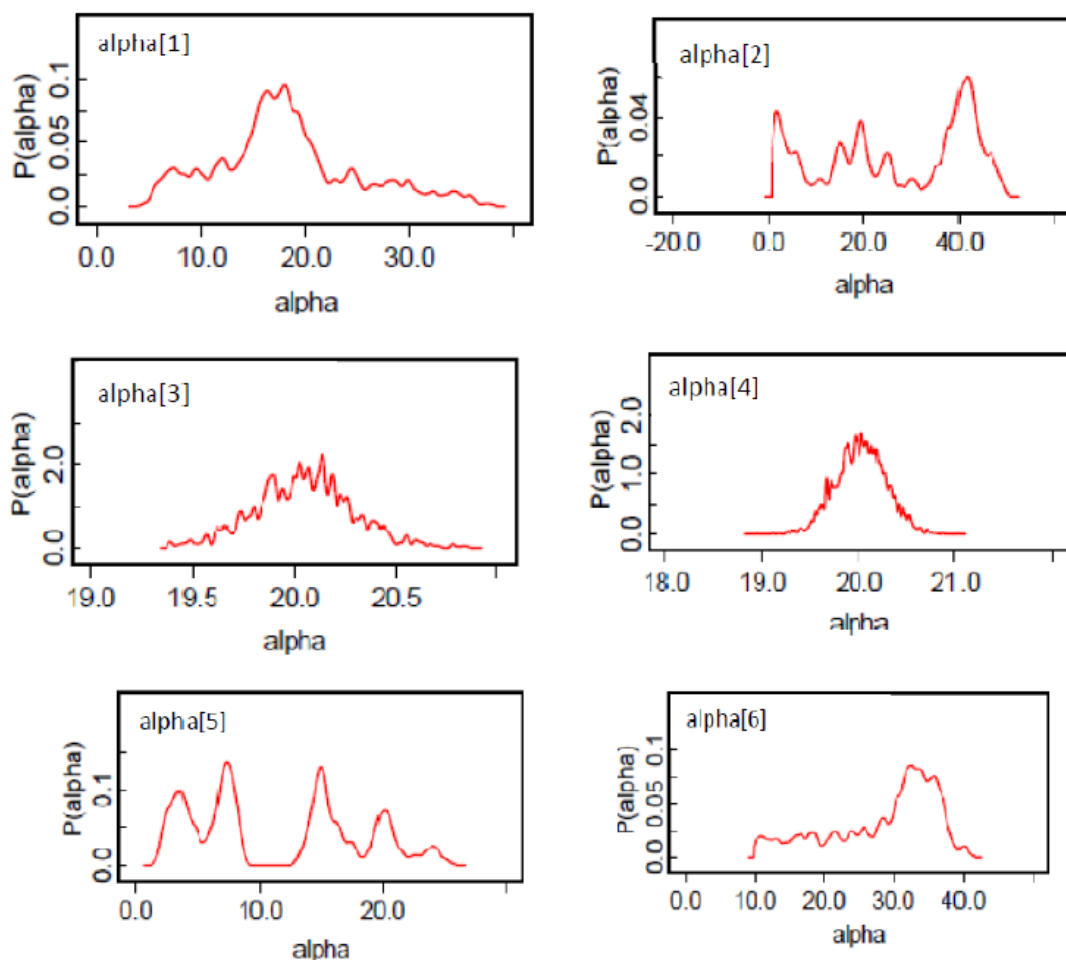 alpha[1]
P(alpha)
0.0 0.05 0.1
0.0 10.0 20.0 30.0
alpha
alpha[2]
P(alpha)
0.0 0.04
-20.0 0.0 20.0 40.0
alpha
alpha[3]
P(alpha)
0.0 2.0
19.0 19.5 20.0 20.5
alpha
alpha[4]
P(alpha)
0.0 1.0 2.0
18.0 19.0 20.0 21.0
alpha
alpha[5]
P(alpha)
0.0 0.1
0.0 10.0 20.0
alpha
alpha[6]
P(alpha)
0.0 0.05 0.1
0.0 10.0 20.0 30.0 40.0
alpha